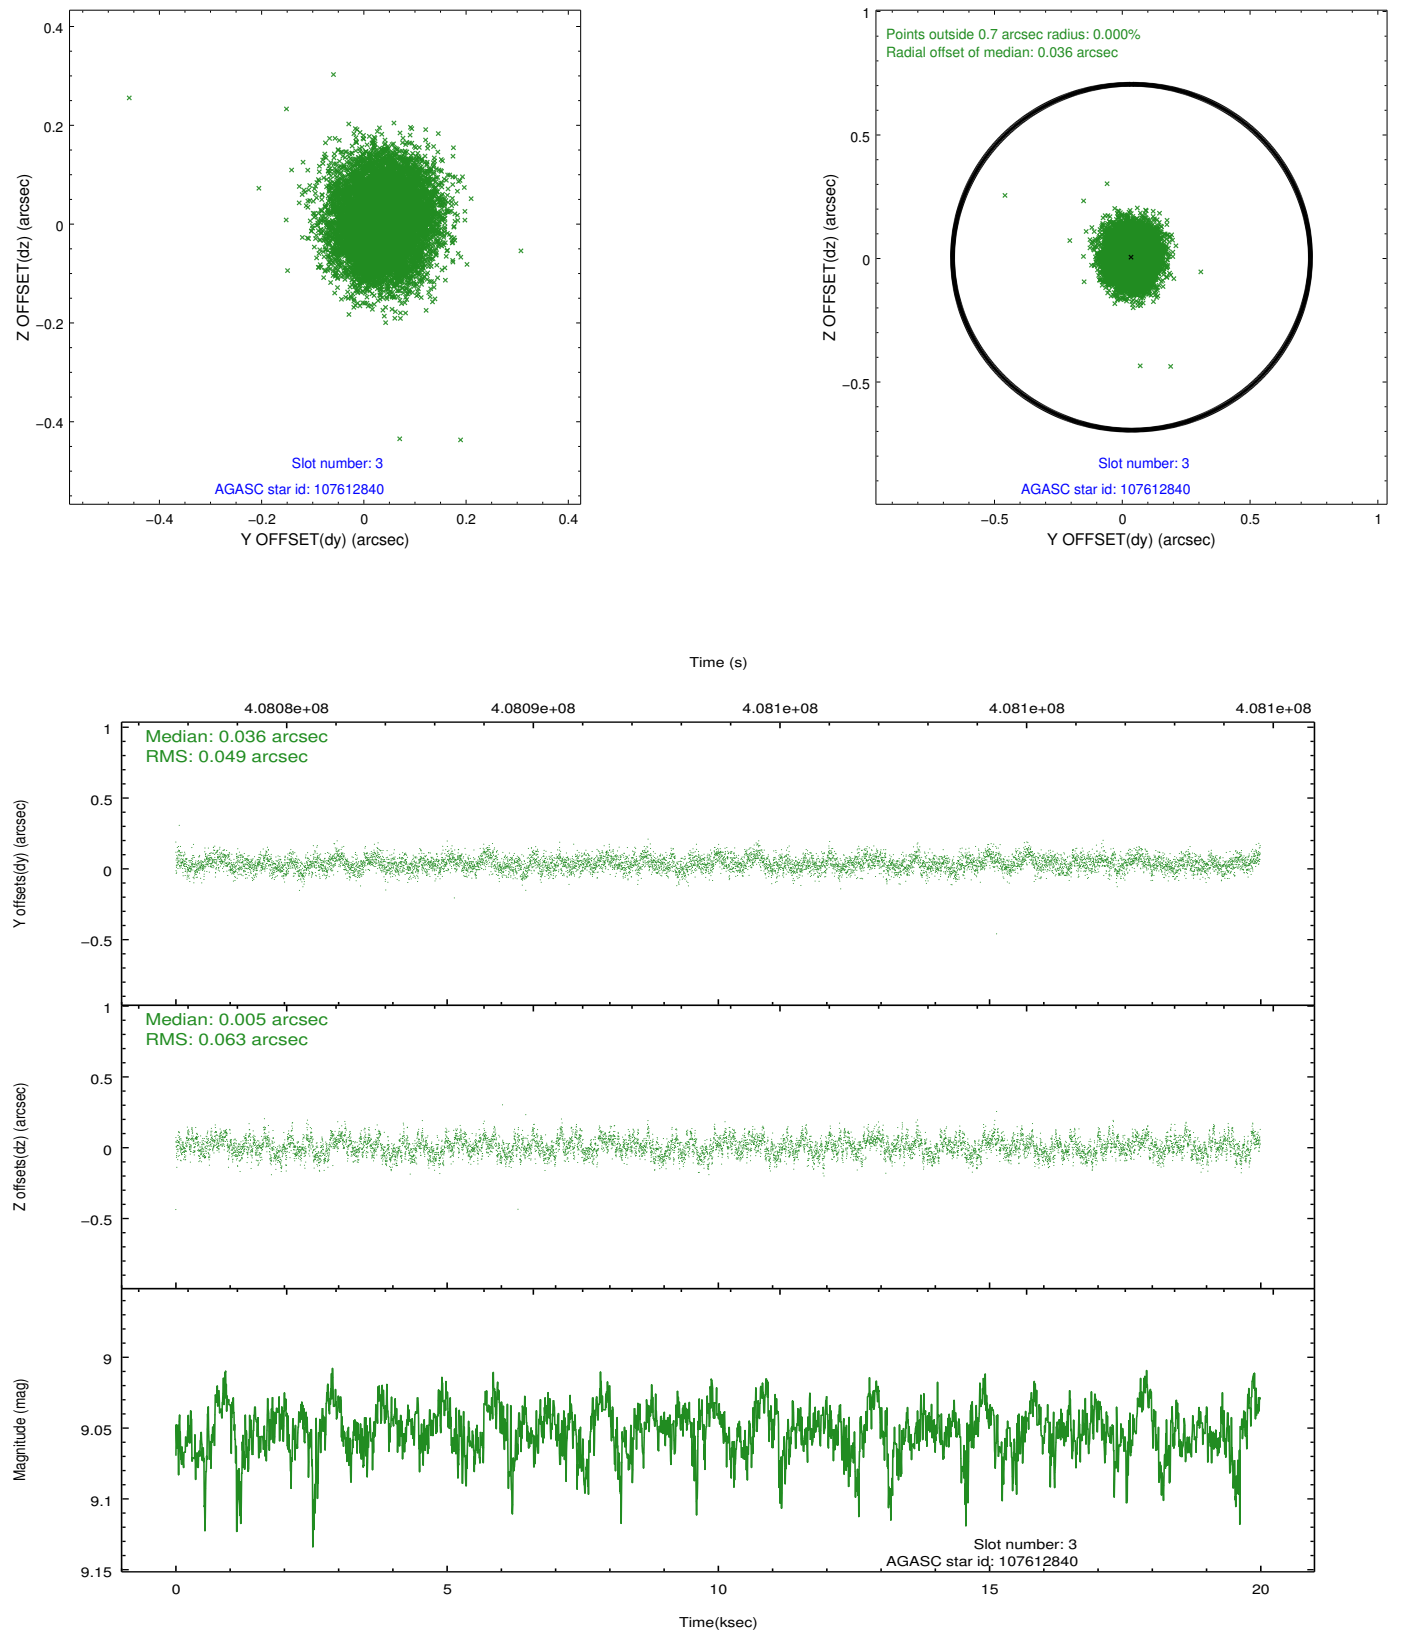 0.4
0.2
0
−0.2
−0.4
Z OFFSET(dz) (arcsec)
Slot number: 3
AGASC star id: 107612840
−0.4 −0.2 0 0.2 0.4
Y OFFSET(dy) (arcsec)
Points outside 0.7 arcsec radius: 0.000%
Radial offset of median: 0.036 arcsec
1
0.5
0
−0.5
Z OFFSET(dz) (arcsec)
Slot number: 3
AGASC star id: 107612840
−0.5 0 0.5 1
Y OFFSET(dy) (arcsec)
Time (s)
4.0808e+08 4.0809e+08 4.081e+08 4.081e+08 4.081e+08
Median: 0.036 arcsec
RMS: 0.049 arcsec
1
0.5
0
−0.5
Y offsets(dy) (arcsec)
Median: 0.005 arcsec
RMS: 0.063 arcsec
1
0.5
0
−0.5
Z offsets(dz) (arcsec)
9
9.05
9.1
9.15
Magnitude (mag)
Slot number: 3
AGASC star id: 107612840
0 5 10 15 20
Time(ksec)